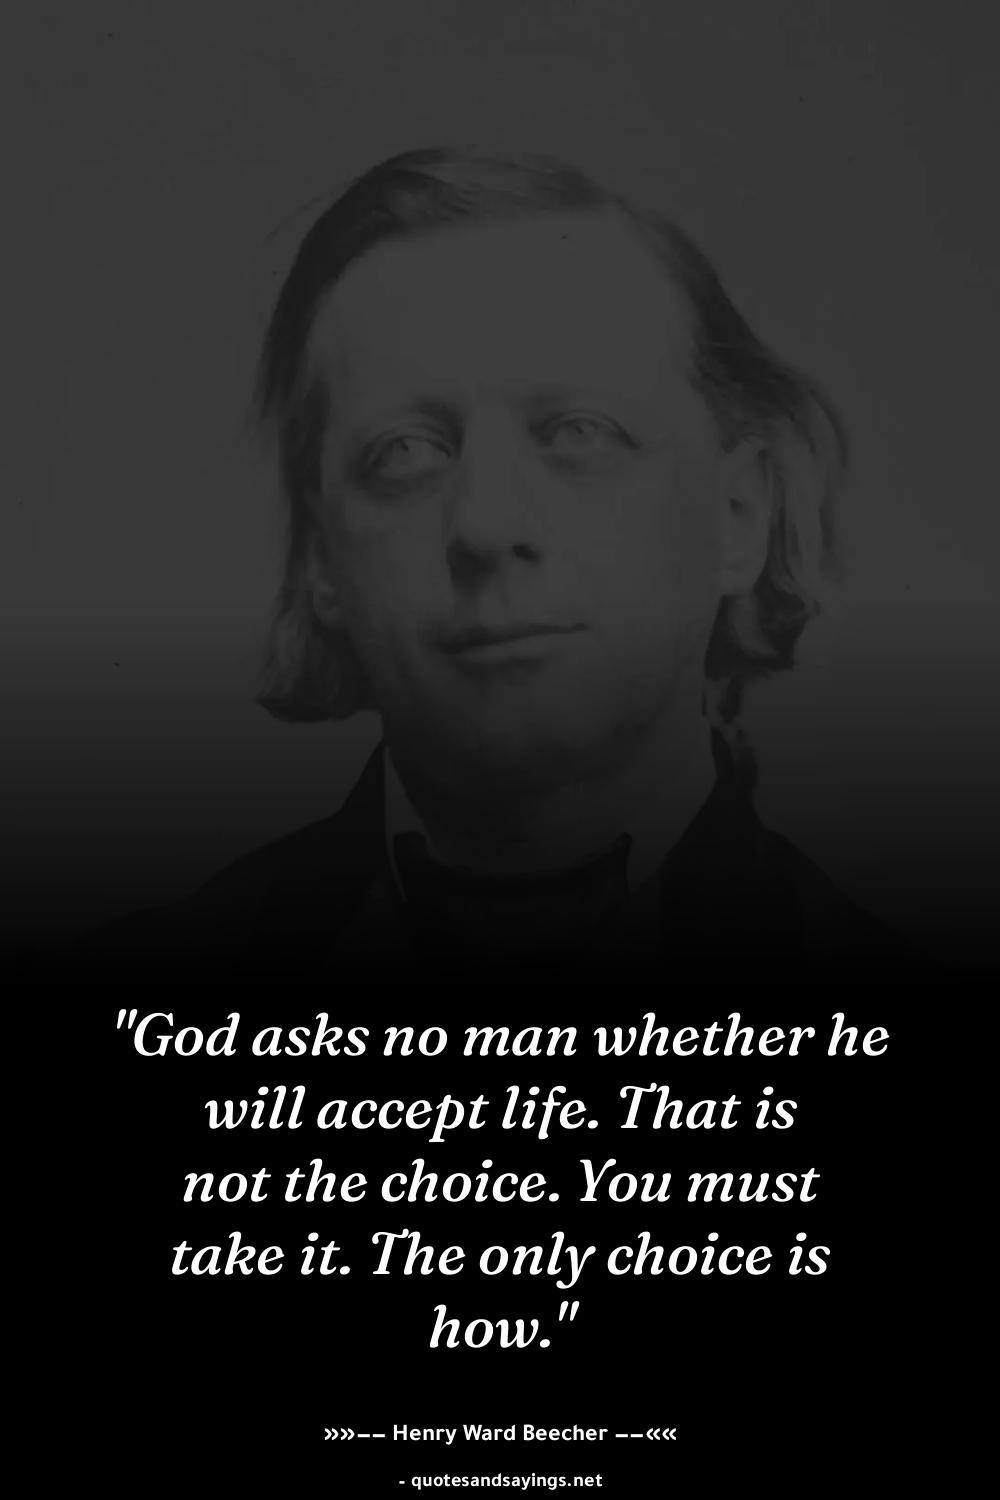 "God asks no man whether he
will accept life. That is
not the choice. You must
take it. The only choice is
how."
»»-- Henry Ward Beecher --««
- quotesandsayings.net